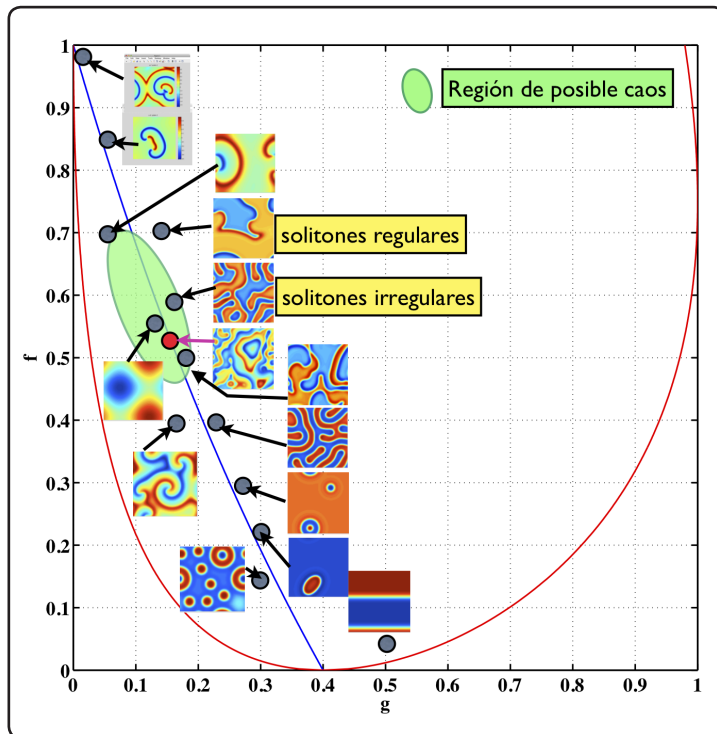 1
0.9
Región de posible caos
0.8
0.7
solitones regulares
0.6
solitones irregulares
f
0.5
0.4
0.3
0.2
0.1
0
0 0.1 0.2 0.3 0.4 0.5 0.6 0.7 0.8 0.9 1
g